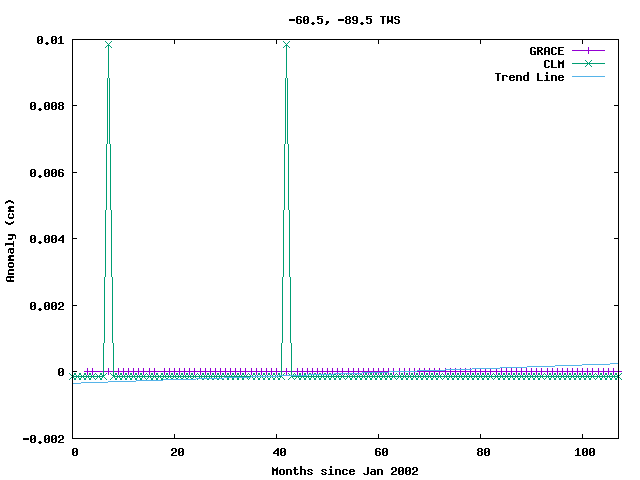 -60.5, -89.5 TWS
GRACE
CLM
Trend Line
0.01
0.008
0.006
0.004
0.002
0
-0.002
Anomaly (cm)
0 20 40 60 80 100
Months since Jan 2002